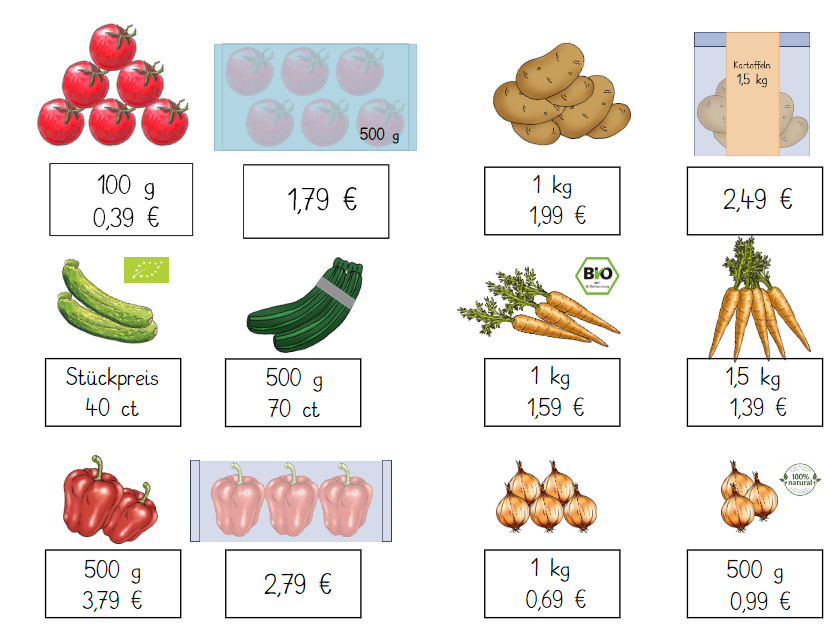 500 g
Kartoffeln
1,5 kg
100 g
0,39 €
1,79 €
1 kg
1,99 €
2,49 €
BIO
Stückpreis
40 ct
500 g
70 ct
1 kg
1,59 €
1,5 kg
1,39 €
100%
natural
500 g
3,79 €
2,79 €
1 kg
0,69 €
500 g
0,99 €